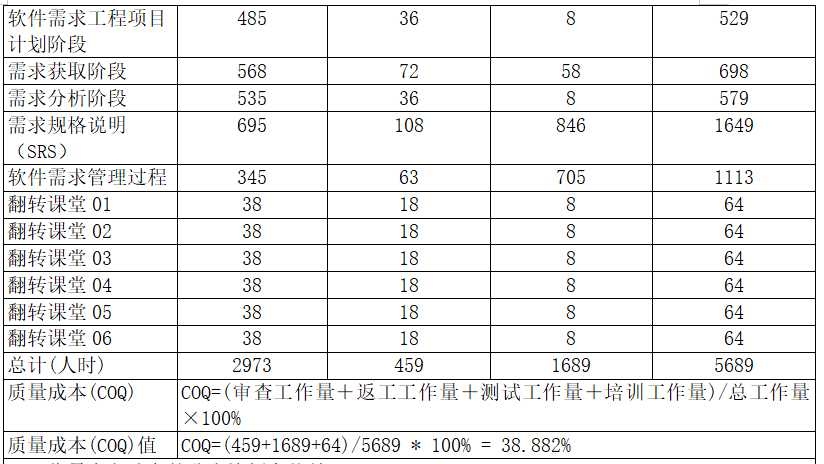 软件需求工程项目 485 36 8 529
计划阶段
需求获取阶段 568 72 58 698
需求分析阶段 535 36 8 579
需求规格说明 695 108 846 1649
（SRS）
软件需求管理过程 345 63 705 1113
翻转课堂 01 38 18 8 64
翻转课堂 02 38 18 8 64
翻转课堂 03 38 18 8 64
翻转课堂 04 38 18 8 64
翻转课堂 05 38 18 8 64
翻转课堂 06 38 18 8 64
总计(人时) 2973 459 1689 5689
质量成本(COQ) COQ=(审查工作量＋返工工作量＋测试工作量＋培训工作量)/总工作量
×100%
质量成本(COQ)值 COQ=(459+1689+64)/5689 * 100% = 38.882%